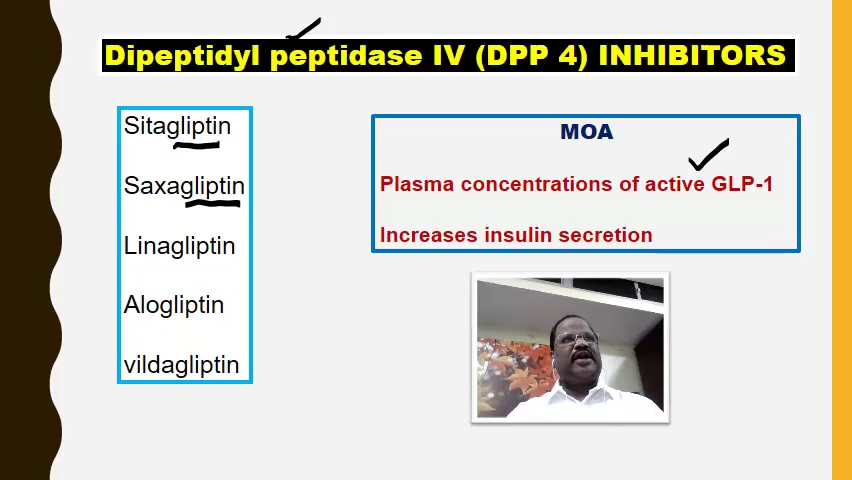 Dipeptidyl peptidase IV (DPP 4) INHIBITORS
Sitagliptin
Saxagliptin
Linagliptin
Alogliptin
vildagliptin
MOA
Plasma concentrations of active GLP-1
Increases insulin secretion